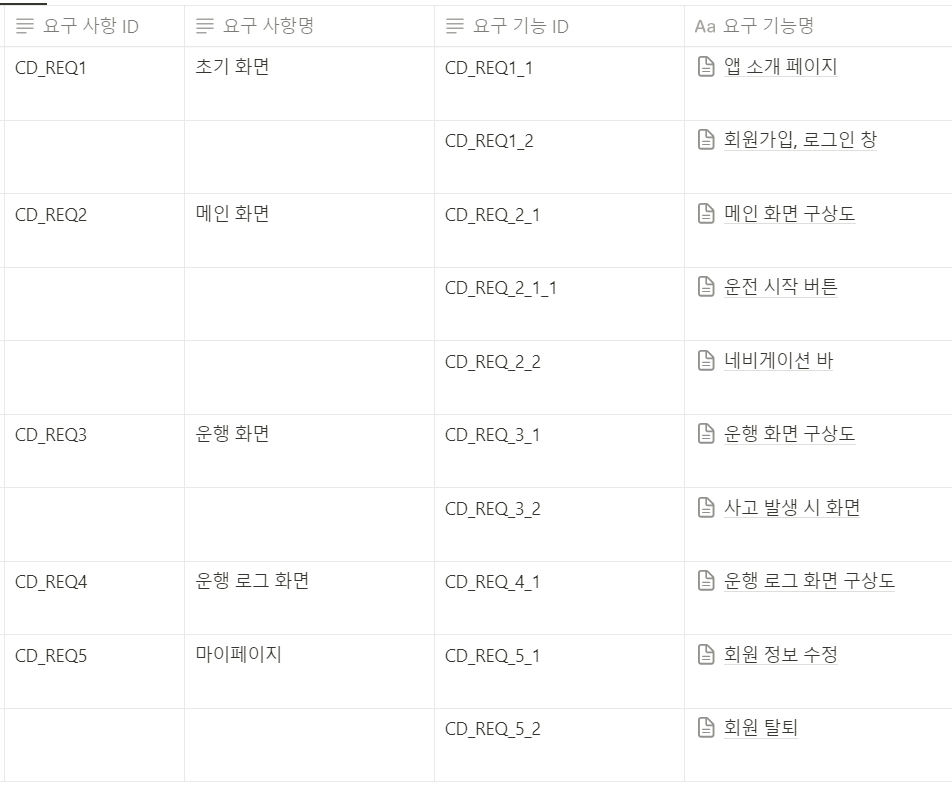 요구 사항 ID 요구 사항명 요구 기능 ID Aa 요구 기능명
CD_REQ1 초기 화면 CD_REQ1_1 앱 소개 페이지
CD_REQ1_2 회원가입, 로그인 창
CD_REQ2 메인 화면 CD_REQ_2_1 메인 화면 구상도
CD_REQ_2_1_1 운전 시작 버튼
CD_REQ_2_2 네비게이션 바
CD_REQ3 운행 화면 CD_REQ_3_1 운행 화면 구상도
CD_REQ_3_2 사고 발생 시 화면
CD_REQ4 운행 로그 화면 CD_REQ_4_1 운행 로그 화면 구상도
CD_REQ5 마이페이지 CD_REQ_5_1 회원 정보 수정
CD_REQ_5_2 회원 탈퇴